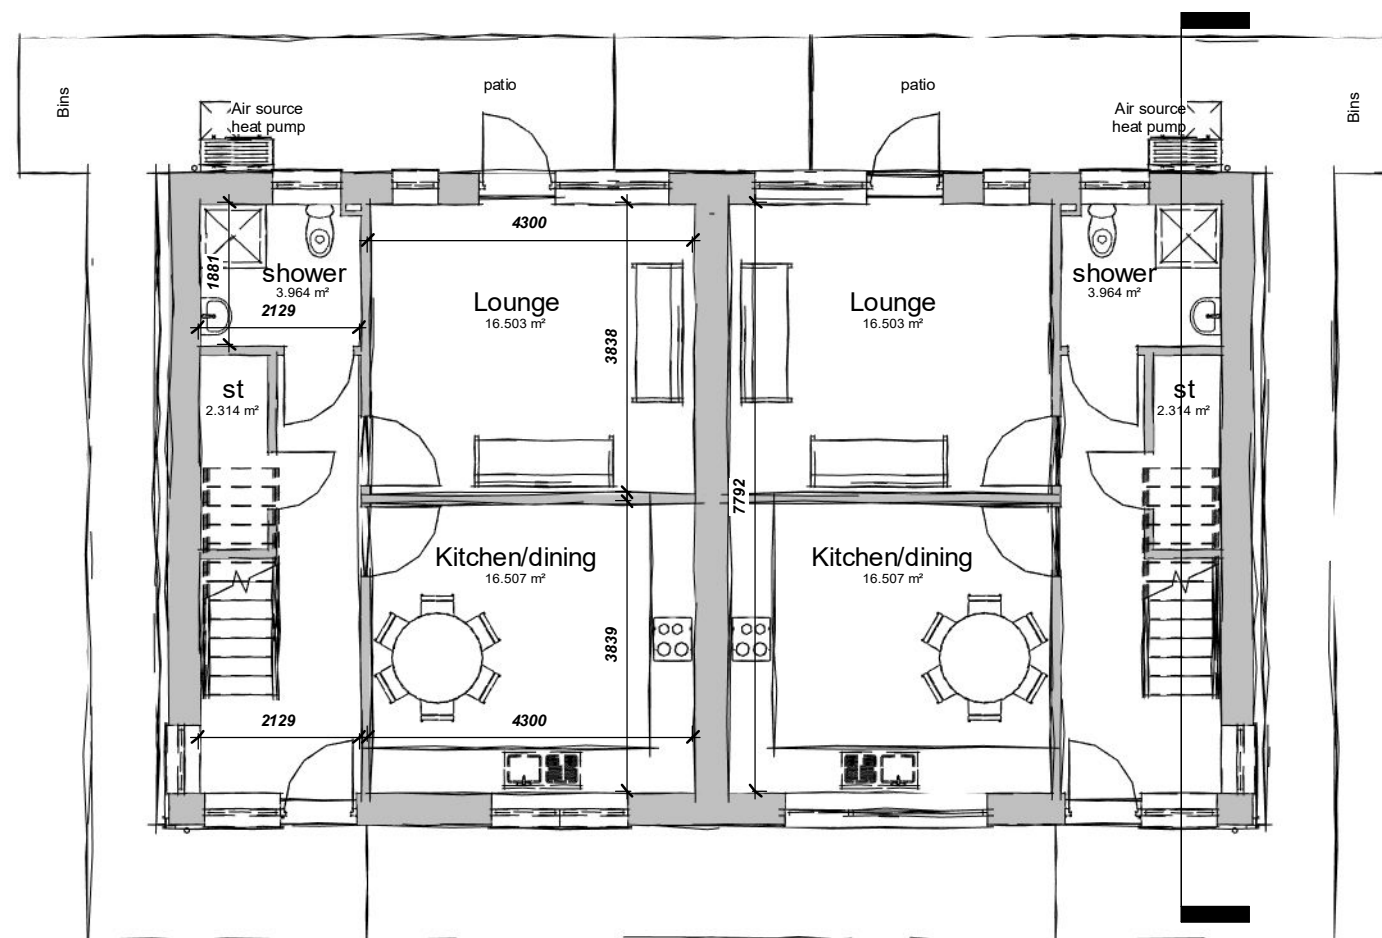 patio
patio
Bins
Bins
Air source
heat pump
Air source
heat pump
4300
1881
shower
3.964 m²
2129
Lounge
16.503 m²
3838
Lounge
16.503 m²
shower
3.964 m²
st
2.314 m²
st
2.314 m²
7792
Kitchen/dining
16.507 m²
Kitchen/dining
16.507 m²
3839
2129
4300